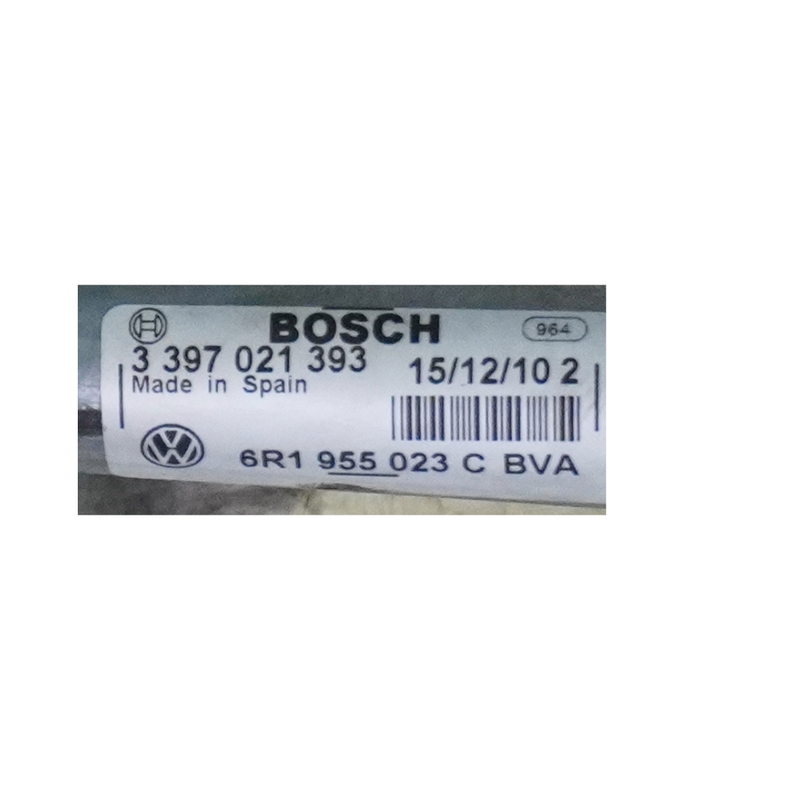 BOSCH 964
3 397 021 393 15/12/10 2
Made in Spain
6R1 955 023 C BVA